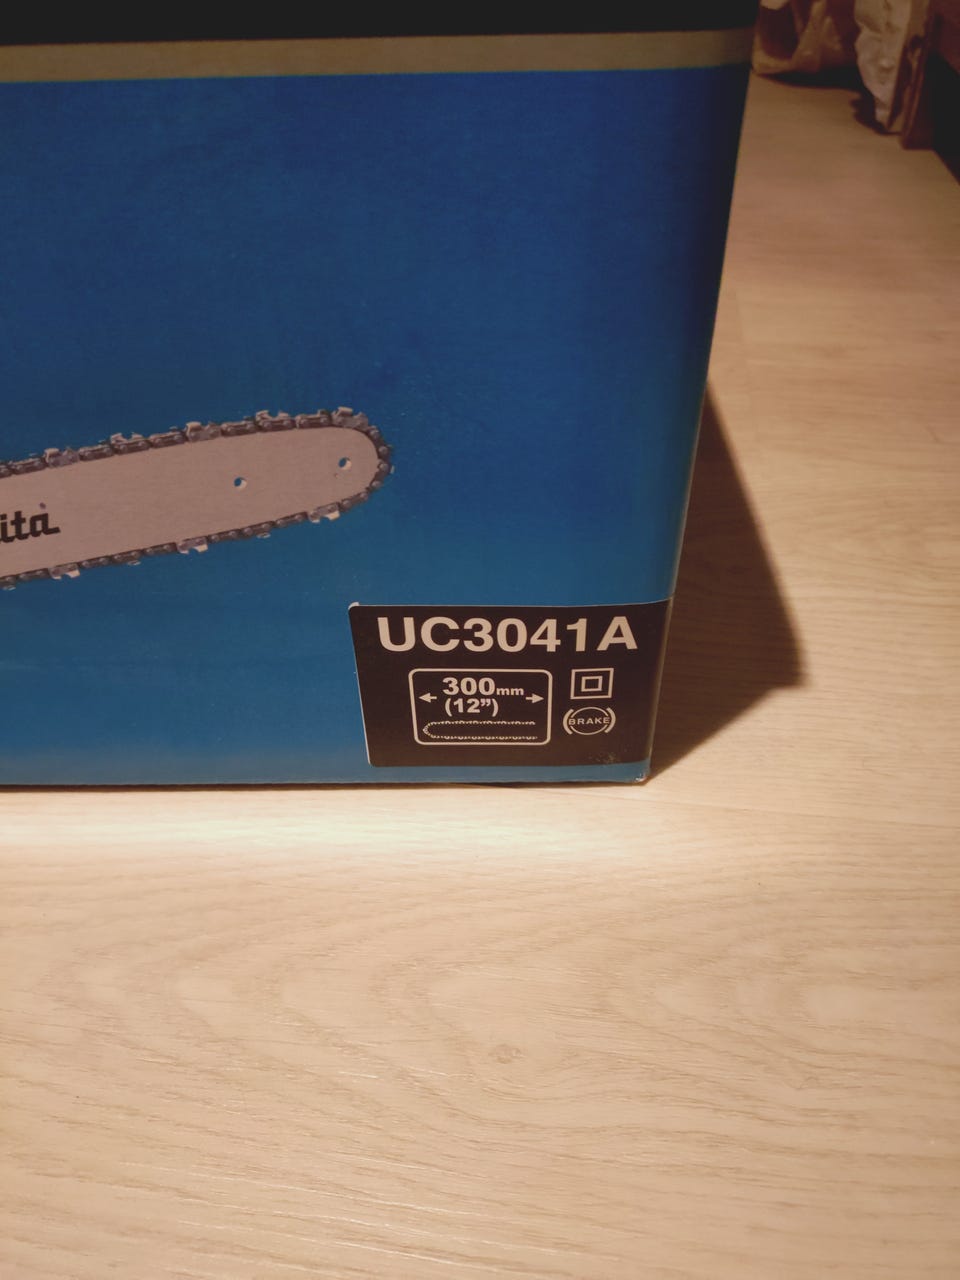 ita
UC3041A
300mm
(12")
BRAKE